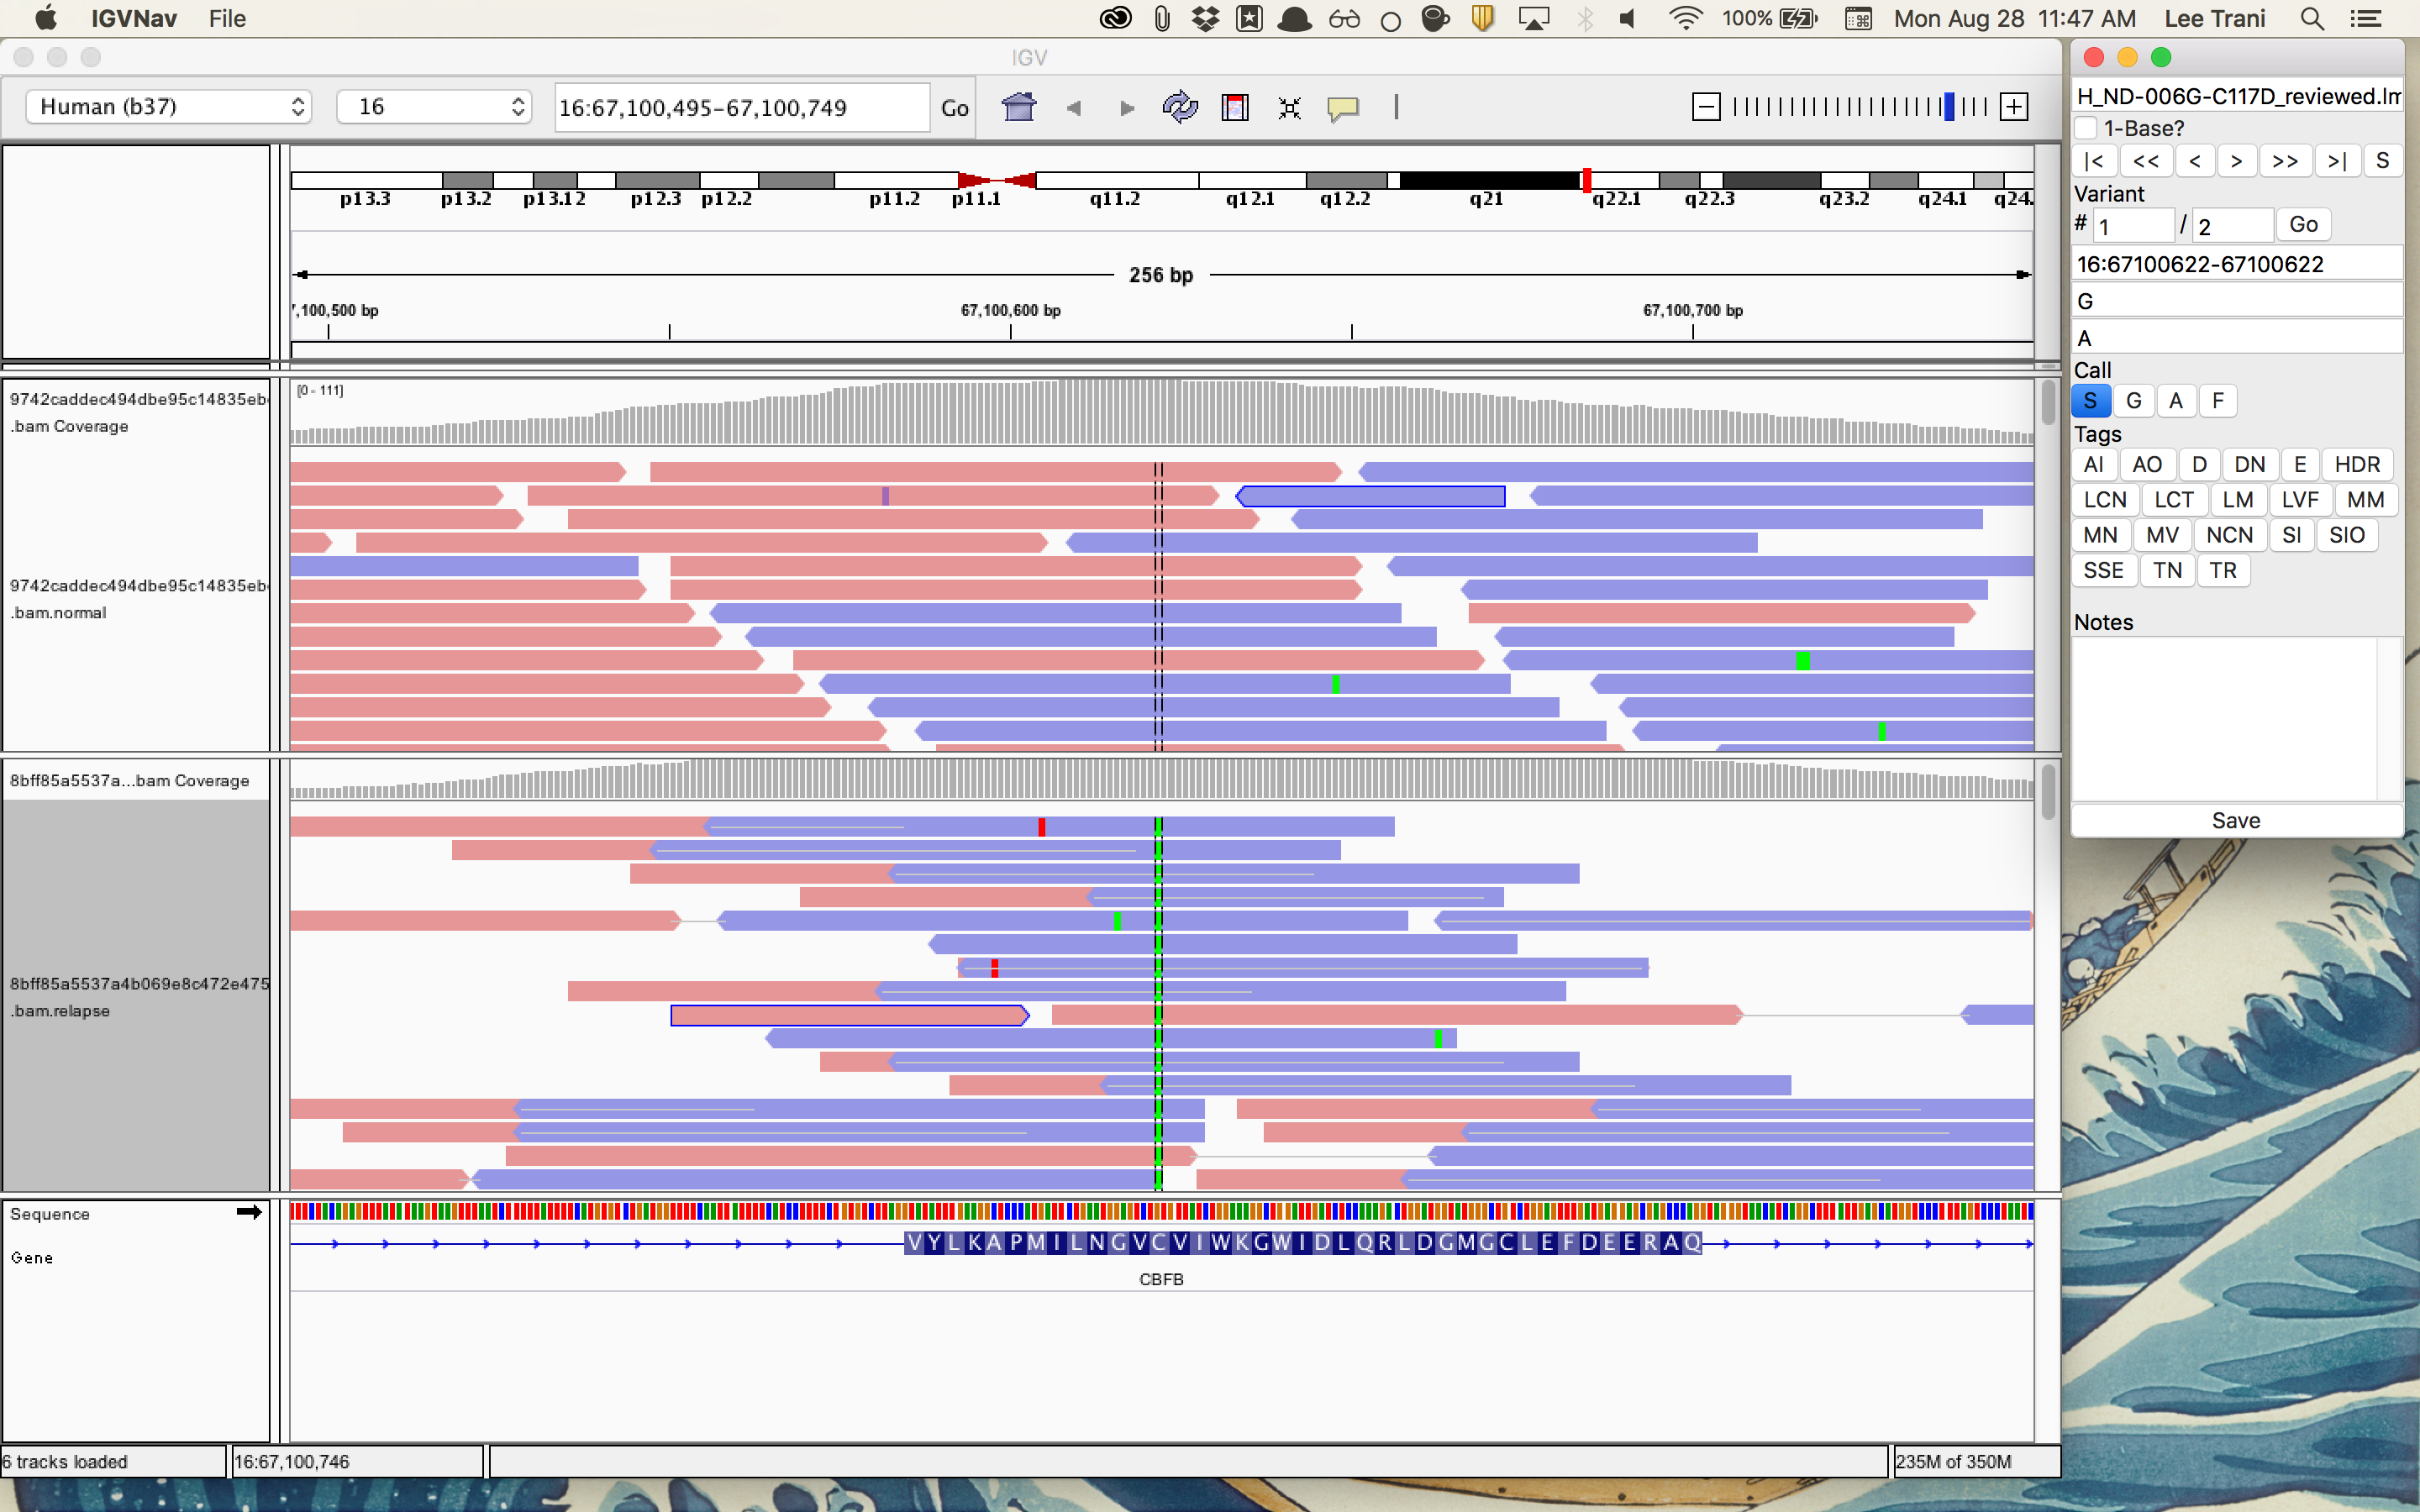 IGVNav File 100% Mon Aug 28 11:47 AM Lee Trani
IGV
Human (b37) 16 16:67,100,495-67,100,749 Go
p13.3 p13.2 p13.12 p12.3 p12.2 p11.2 p11.1 q11.2 q12.1 q12.2 q21 q22.1 q22.3 q23.2 q24.1 q24.
256 bp
',100,500 bp 67,100,600 bp 67,100,700 bp
[0 - 111]
9742caddec494dbe95c14835eb
.bam Coverage
9742caddec494dbe95c14835eb
.bam.normal
8bff85a5537a...bam Coverage
8bff85a5537a4b069e8c472e475
.bam.relapse
Sequence
Gene
VYLKAPMILNGVCVIWKGWIDLQRLDGMGCLEFDEERAQ
CBFB
6 tracks loaded 16:67,100,746 235M of 350M
H_ND-006G-C117D_reviewed.lm
1-Base?
|< << < > >> >| S
Variant
# 1 / 2 Go
16:67100622-67100622
G
A
Call
S G A F
Tags
AI AO D DN E HDR
LCN LCT LM LVF MM
MN MV NCN SI SIO
SSE TN TR
Notes
Save